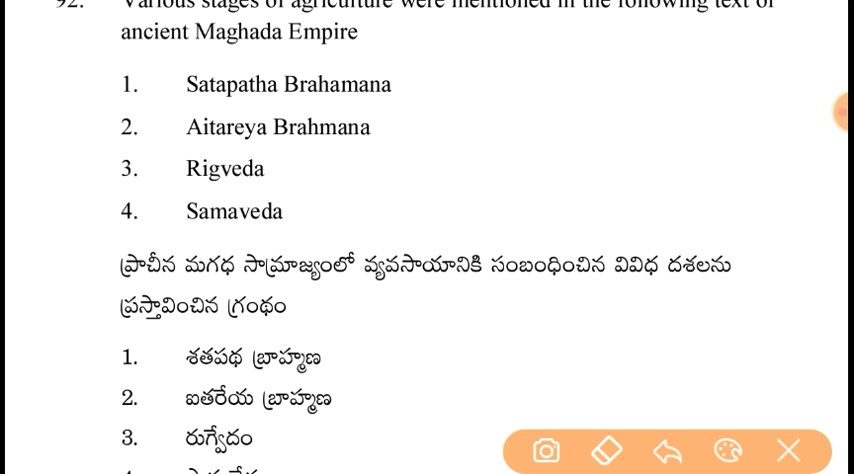 92. Various stages of agriculture were mentioned in the following text of
ancient Maghada Empire
1. Satapatha Brahamana
2. Aitareya Brahmana
3. Rigveda
4. Samaveda
ప్రాచీన మగధ సామ్రాజ్యంలో వ్యవసాయానికి సంబంధించిన వివిధ దశలను
ప్రస్తావించిన గ్రంథం
1. శతపథ బ్రాహ్మణ
2. ఐతరేయ బ్రాహ్మణ
3. రుగ్వేదం